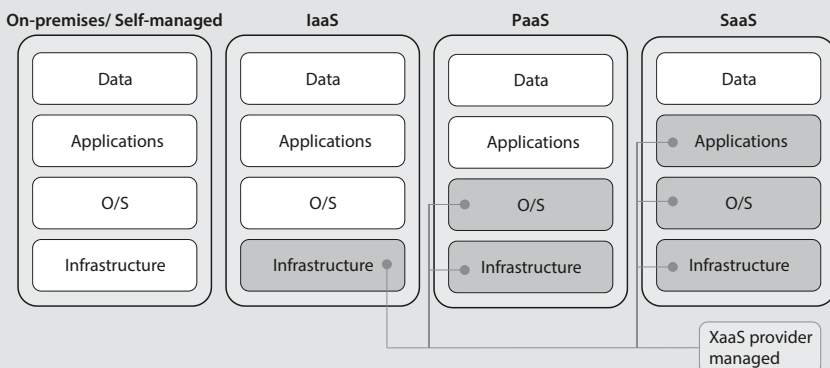 On-premises/ Self-managed
IaaS
PaaS
SaaS
Data
Data
Data
Data
Applications
Applications
Applications
Applications
O/S
O/S
O/S
O/S
Infrastructure
Infrastructure
Infrastructure
Infrastructure
XaaS provider
managed